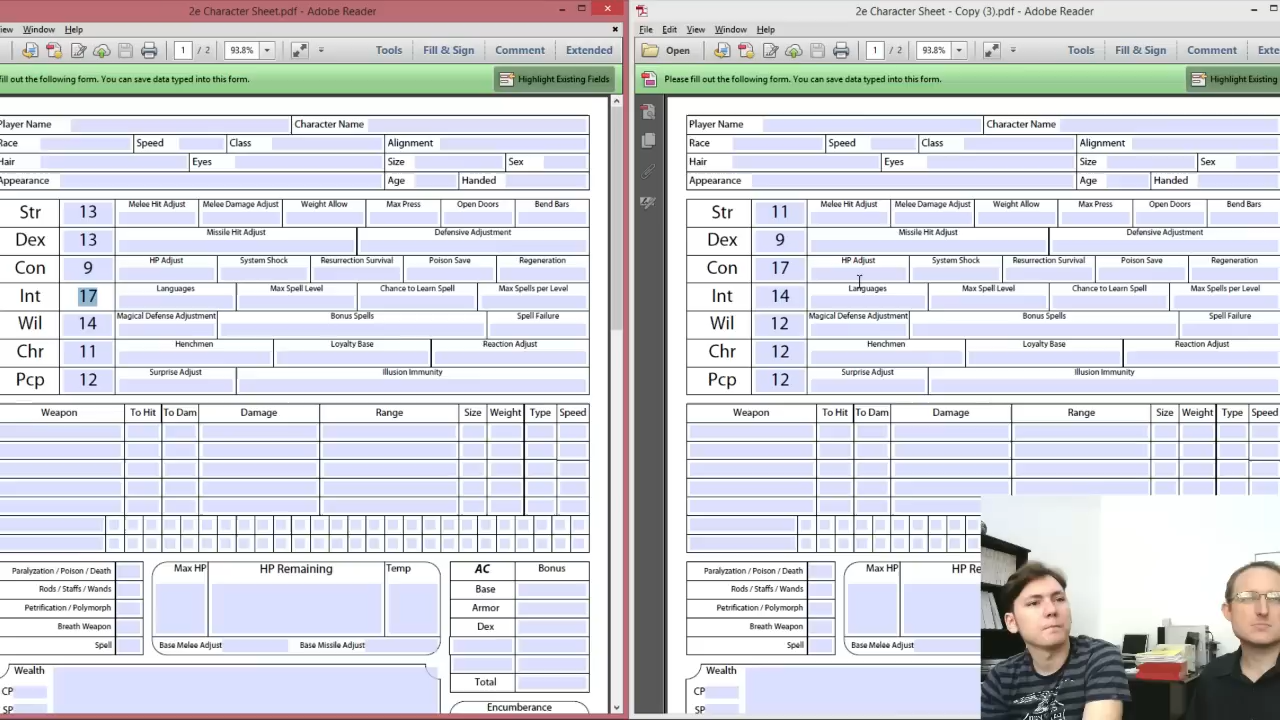 2e Character Sheet.pdf - Adobe Reader
Window Help
1 / 2 93.8% Tools Fill & Sign Comment Extended
fill out the following form. You can save data typed into this form. Highlight Existing Fields
Player Name Character Name
Race Speed Class Alignment
Hair Eyes Size Sex
Appearance Age Handed
Str 13 Melee Hit Adjust Melee Damage Adjust Weight Allow Max Press Open Doors Bend Bars
Dex 13 Missile Hit Adjust Defensive Adjustment
Con 9 HP Adjust System Shock Resurrection Survival Poison Save Regeneration
Int 17 Languages Max Spell Level Chance to Learn Spell Max Spells per Level
Wil 14 Magical Defense Adjustment Bonus Spells Spell Failure
Chr 11 Henchmen Loyalty Base Reaction Adjust
Pcp 12 Surprise Adjust Illusion Immunity
Weapon To Hit To Dam Damage Range Size Weight Type Speed
Paralyzation / Poison / Death
Rods / Staffs / Wands
Petrification / Polymorph
Breath Weapon
Spell
Max HP HP Remaining Temp
Base Melee Adjust Base Missile Adjust
AC Bonus
Base
Armor
Dex
Total
Wealth
CP
SP
Encumberance
2e Character Sheet - Copy (3).pdf - Adobe Reader
File Edit View Window Help
Open 1 / 2 93.8% Tools Fill & Sign Comment
Please fill out the following form. You can save data typed into this form. Highlight Existing
Player Name Character Name
Race Speed Class Alignment
Hair Eyes Size Sex
Appearance Age Handed
Str 11 Melee Hit Adjust Melee Damage Adjust Weight Allow Max Press Open Doors Bend Bars
Dex 9 Missile Hit Adjust Defensive Adjustment
Con 17 HP Adjust System Shock Resurrection Survival Poison Save Regeneration
Int 14 Languages Max Spell Level Chance to Learn Spell Max Spells per Level
Wil 12 Magical Defense Adjustment Bonus Spells Spell Failure
Chr 12 Henchmen Loyalty Base Reaction Adjust
Pcp 12 Surprise Adjust Illusion Immunity
Weapon To Hit To Dam Damage Range Size Weight Type Speed
Paralyzation / Poison / Death
Rods / Staffs / Wands
Petrification / Polymorph
Breath Weapon
Spell
Max HP HP Re
Base Melee Adjust
Wealth
CP
SP